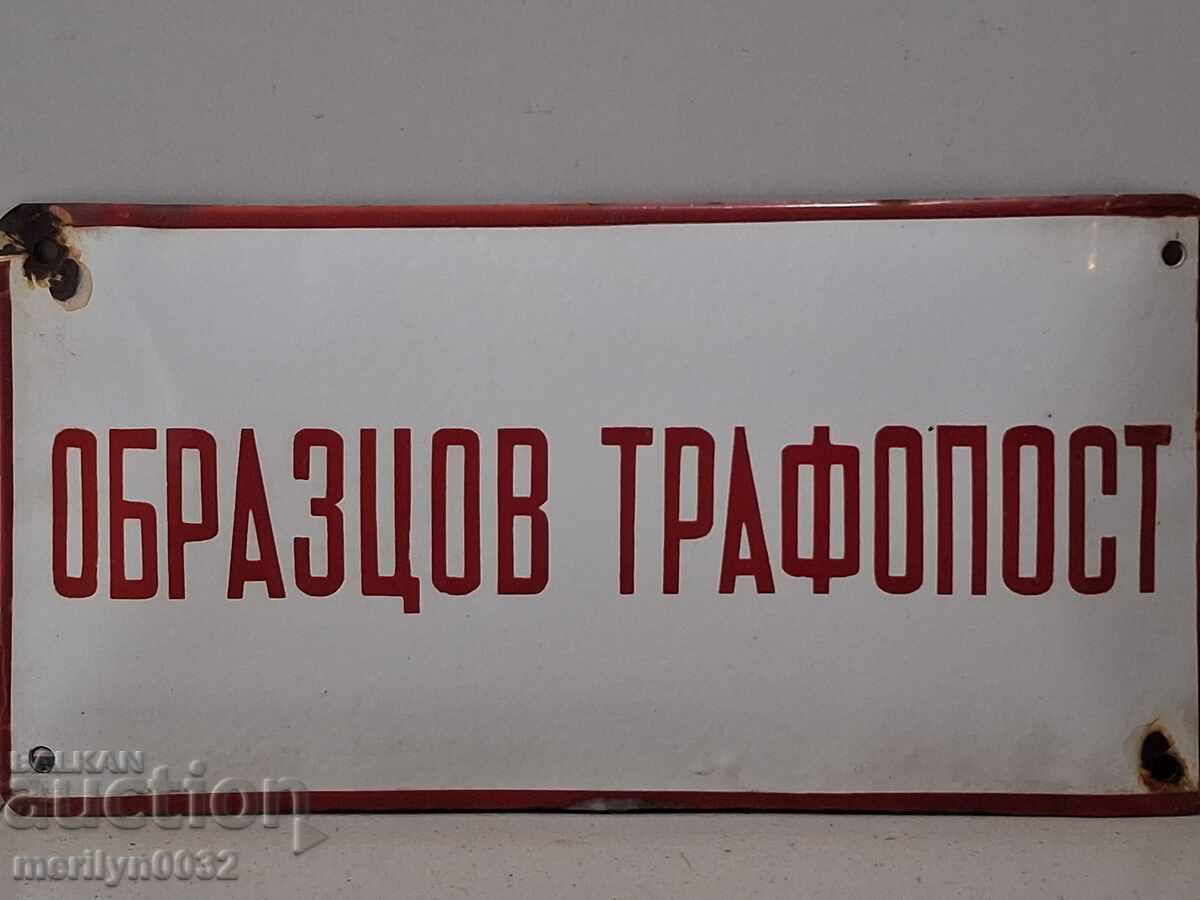 ОБРАЗЦОВ ТРАФОПОСТ
BALKAN
auction
merilyn0032